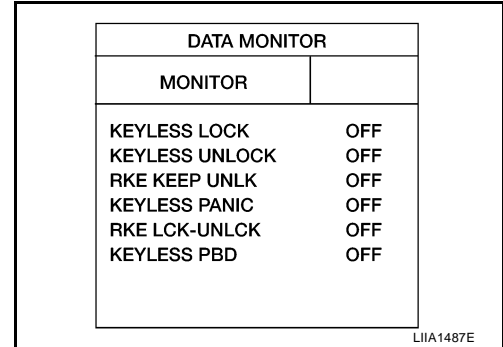 DATA MONITOR
MONITOR
KEYLESS LOCK OFF
KEYLESS UNLOCK OFF
RKE KEEP UNLK OFF
KEYLESS PANIC OFF
RKE LCK-UNLCK OFF
KEYLESS PBD OFF
LIIA1487E